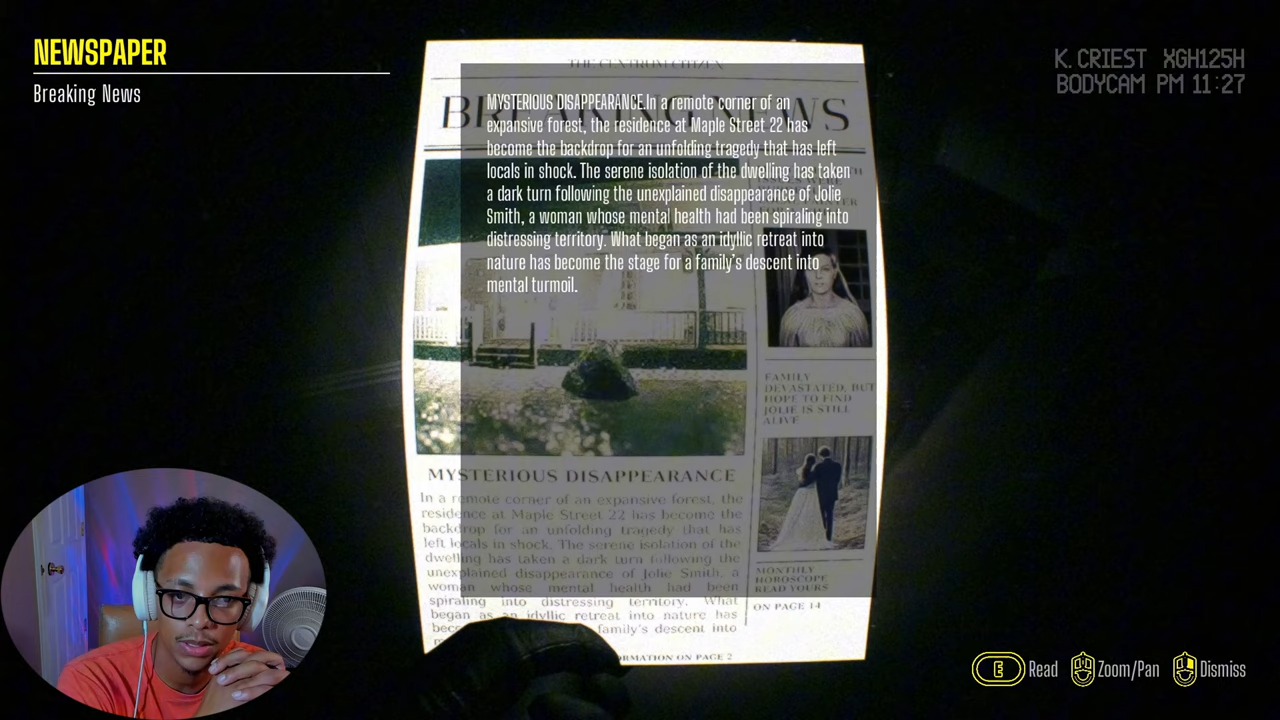 NEWSPAPER
Breaking News
K. CRIEST XGH125H
BODYCAM PM 11:27
THE CENTRUM CITIZEN
BREAKING NEWS
MYSTERIOUS DISAPPEARANCE.In a remote corner of an
expansive forest, the residence at Maple Street 22 has
become the backdrop for an unfolding tragedy that has left
locals in shock. The serene isolation of the dwelling has taken
a dark turn following the unexplained disappearance of Jolie
Smith, a woman whose mental health had been spiraling into
distressing territory. What began as an idyllic retreat into
nature has become the stage for a family's descent into
mental turmoil.
FAMILY
DEVASTATED, BUT
HOPE TO FIND
JOLIE IS STILL
ALIVE
MYSTERIOUS DISAPPEARANCE
In a remote corner of an expansive forest, the
residence at Maple Street 22 has become the
backdrop for an unfolding tragedy that has
left locals in shock. The serene isolation of the
dwelling has taken a dark turn following the
unexplained disappearance of Jolie Smith, a
woman whose mental health had been
spiraling into distressing territory. What
began as an idyllic retreat into nature has
family's descent into
ON PAGE 2
MONTHLY
HOROSCOPE
READ YOURS
ON PAGE 14
E Read
Zoom/Pan
Dismiss